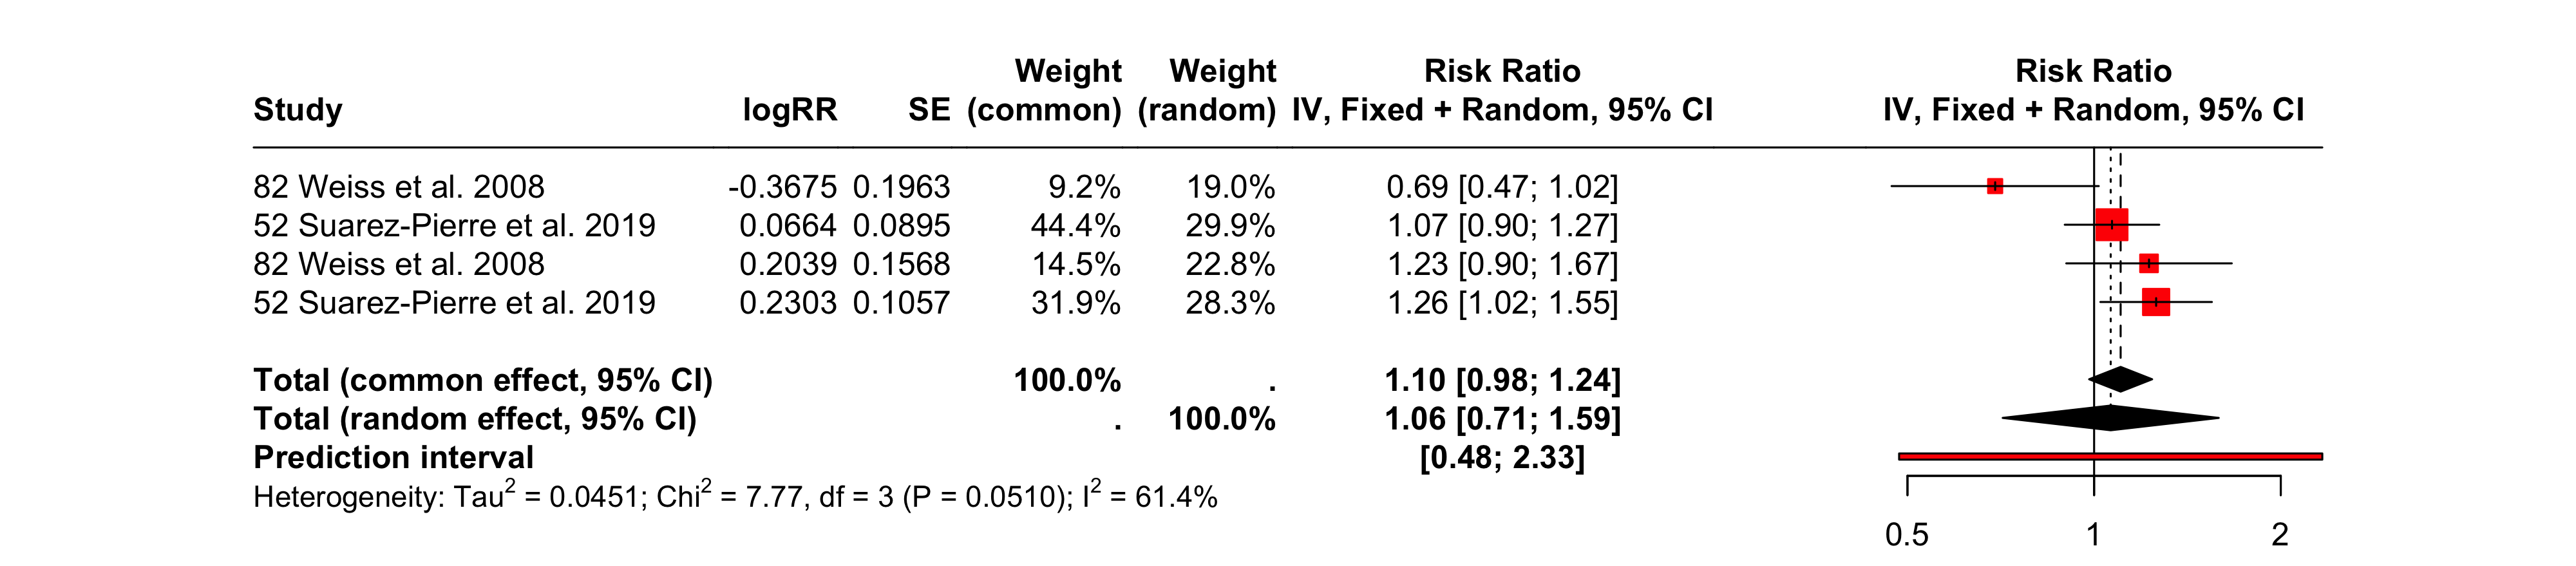 Weight Weight Risk Ratio Risk Ratio
Study logRR SE (common) (random) IV, Fixed + Random, 95% CI IV, Fixed + Random, 95% CI
82 Weiss et al. 2008 -0.3675 0.1963 9.2% 19.0% 0.69 [0.47; 1.02]
52 Suarez-Pierre et al. 2019 0.0664 0.0895 44.4% 29.9% 1.07 [0.90; 1.27]
82 Weiss et al. 2008 0.2039 0.1568 14.5% 22.8% 1.23 [0.90; 1.67]
52 Suarez-Pierre et al. 2019 0.2303 0.1057 31.9% 28.3% 1.26 [1.02; 1.55]
Total (common effect, 95% CI) 100.0% . 1.10 [0.98; 1.24]
Total (random effect, 95% CI) . 100.0% 1.06 [0.71; 1.59]
Prediction interval [0.48; 2.33]
Heterogeneity: Tau² = 0.0451; Chi² = 7.77, df = 3 (P = 0.0510); I² = 61.4%
0.5 1 2